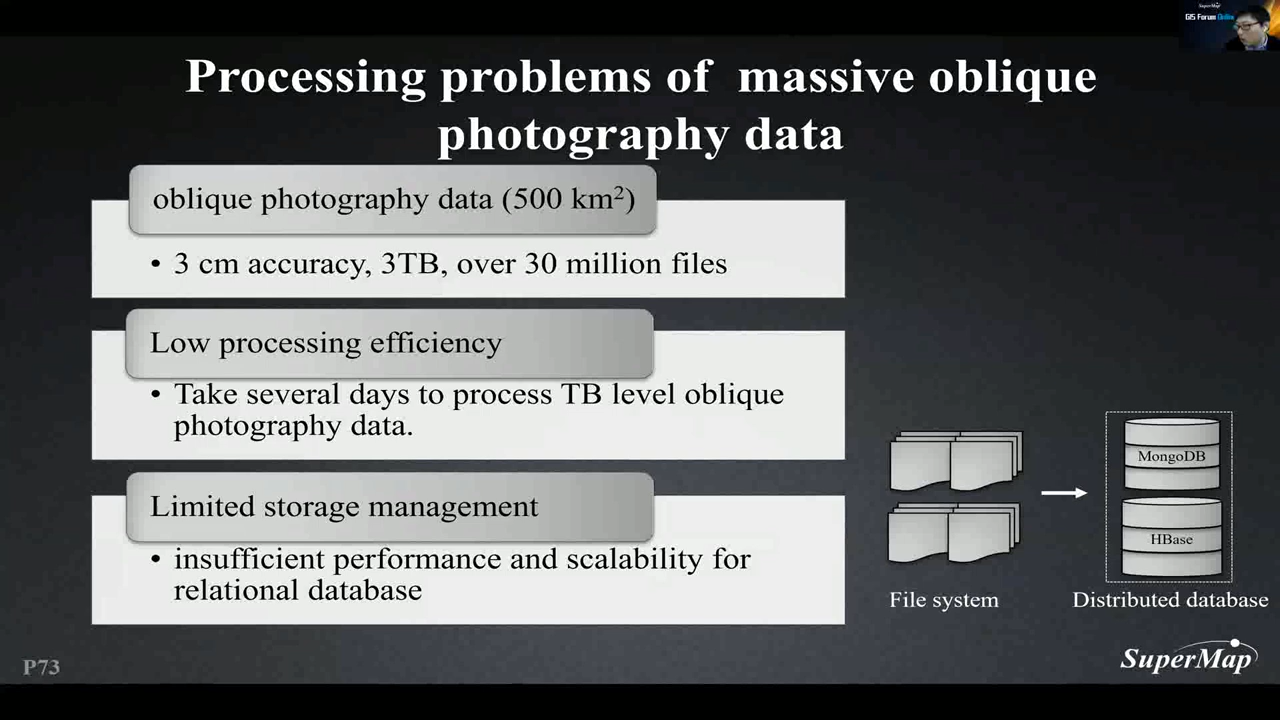 SuperMap
GIS Forum Online
Processing problems of massive oblique
photography data
oblique photography data (500 km²)
• 3 cm accuracy, 3TB, over 30 million files
Low processing efficiency
• Take several days to process TB level oblique
photography data.
Limited storage management
• insufficient performance and scalability for
relational database
MongoDB
HBase
File system
Distributed database
P73
SuperMap